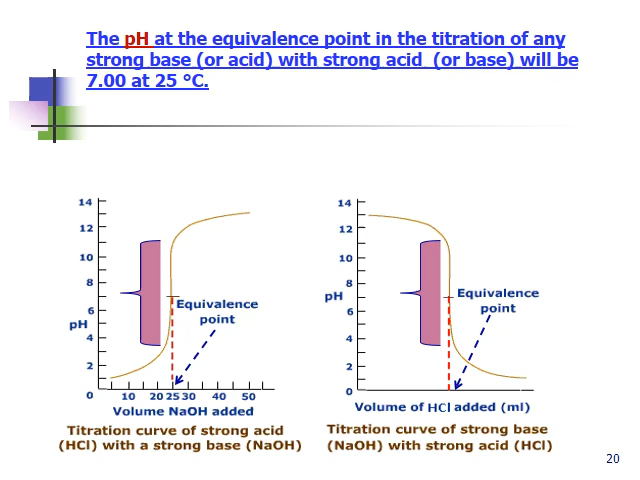 The pH at the equivalence point in the titration of any
strong base (or acid) with strong acid (or base) will be
7.00 at 25 °C.
14
12
10
8
6
pH
4
2
0
10 20 25 30 40 50
Volume NaOH added
Equivalence
point
Titration curve of strong acid
(HCl) with a strong base (NaOH)
14
12
10
8
pH
6
4
2
0
Volume of HCl added (ml)
Equivalence
point
Titration curve of strong base
(NaOH) with strong acid (HCl)
20